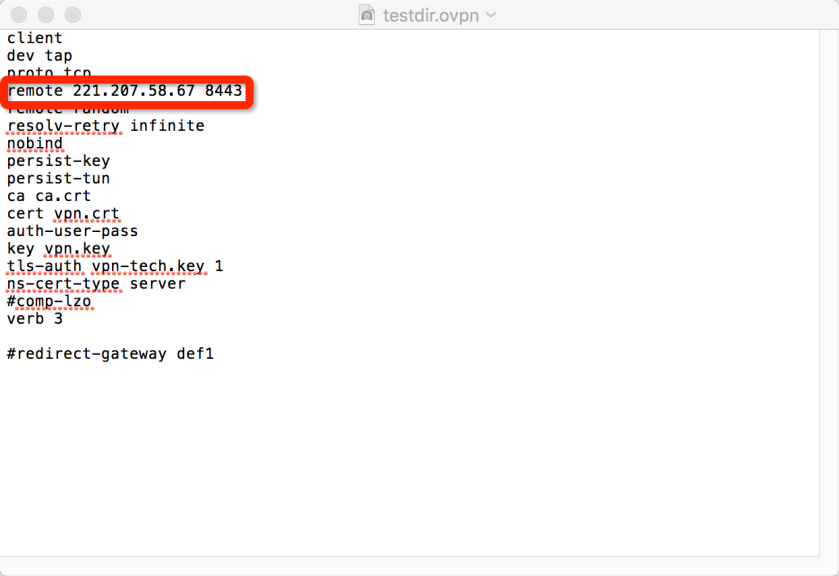 testdir.ovpn
client
dev tap
proto tcp
remote 221.207.58.67 8443
remote random
resolv-retry infinite
nobind
persist-key
persist-tun
ca ca.crt
cert vpn.crt
auth-user-pass
key vpn.key
tls-auth vpn-tech.key 1
ns-cert-type server
#comp-lzo
verb 3
#redirect-gateway def1